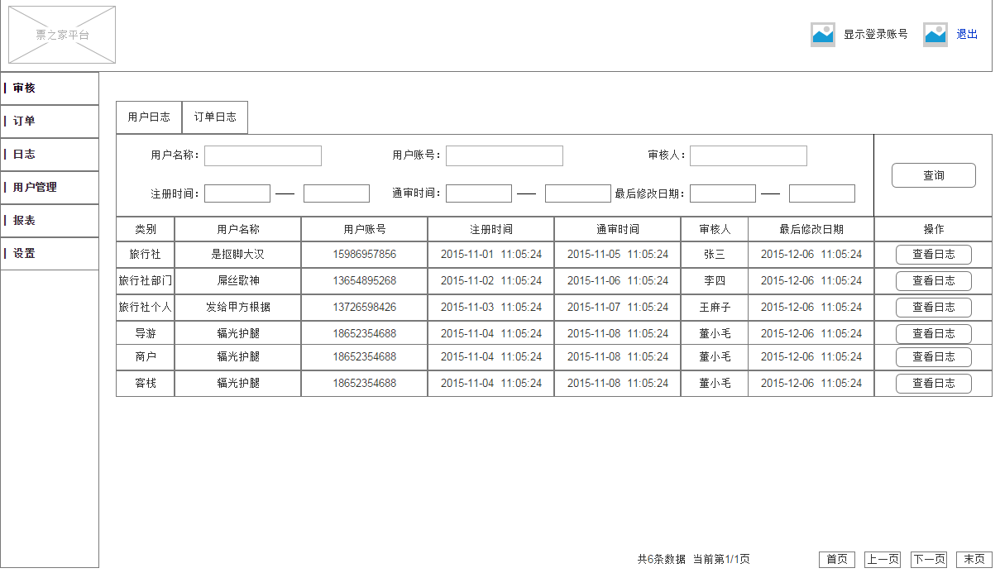 票之家平台
显示登录账号 退出
审核
订单
日志
用户管理
报表
设置
用户日志 订单日志
用户名称: 用户账号: 审核人:
查询
注册时间: 通审时间: 最后修改日期:
类别 用户名称 用户账号 注册时间 通审时间 审核人 最后修改日期 操作
旅行社 是抠脚大汉 15986957856 2015-11-01 11:05:24 2015-11-05 11:05:24 张三 2015-12-06 11:05:24 查看日志
旅行社部门 屌丝歌神 13654895268 2015-11-02 11:05:24 2015-11-06 11:05:24 李四 2015-12-06 11:05:24 查看日志
旅行社个人 发给甲方根据 13726598426 2015-11-03 11:05:24 2015-11-07 11:05:24 王麻子 2015-12-06 11:05:24 查看日志
导游 辐光护腿 18652354688 2015-11-04 11:05:24 2015-11-08 11:05:24 董小毛 2015-12-06 11:05:24 查看日志
商户 辐光护腿 18652354688 2015-11-04 11:05:24 2015-11-08 11:05:24 董小毛 2015-12-06 11:05:24 查看日志
客栈 辐光护腿 18652354688 2015-11-04 11:05:24 2015-11-08 11:05:24 董小毛 2015-12-06 11:05:24 查看日志
共6条数据 当前第1/1页 首页 上一页 下一页 末页